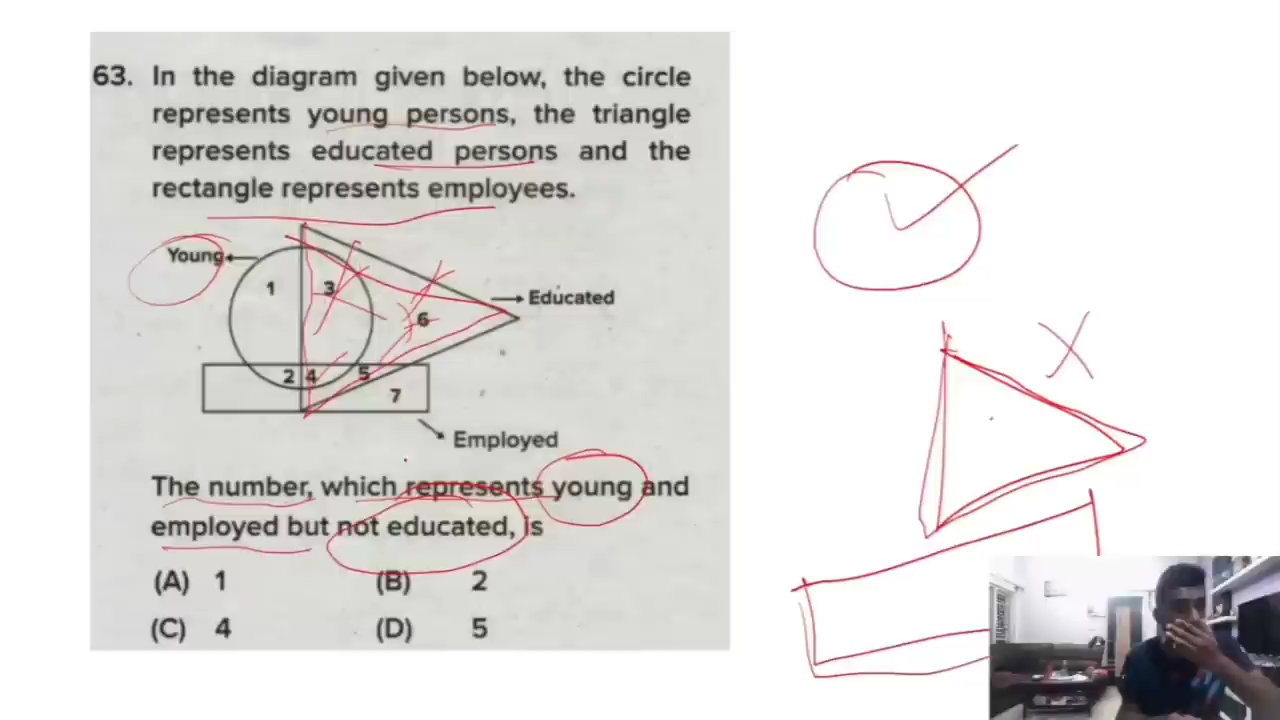 63. In the diagram given below, the circle
represents young persons, the triangle
represents educated persons and the
rectangle represents employees.
Young
1
3
Educated
6
2
4
5
7
Employed
The number, which represents young and
employed but not educated, is
(A) 1 (B) 2
(C) 4 (D) 5